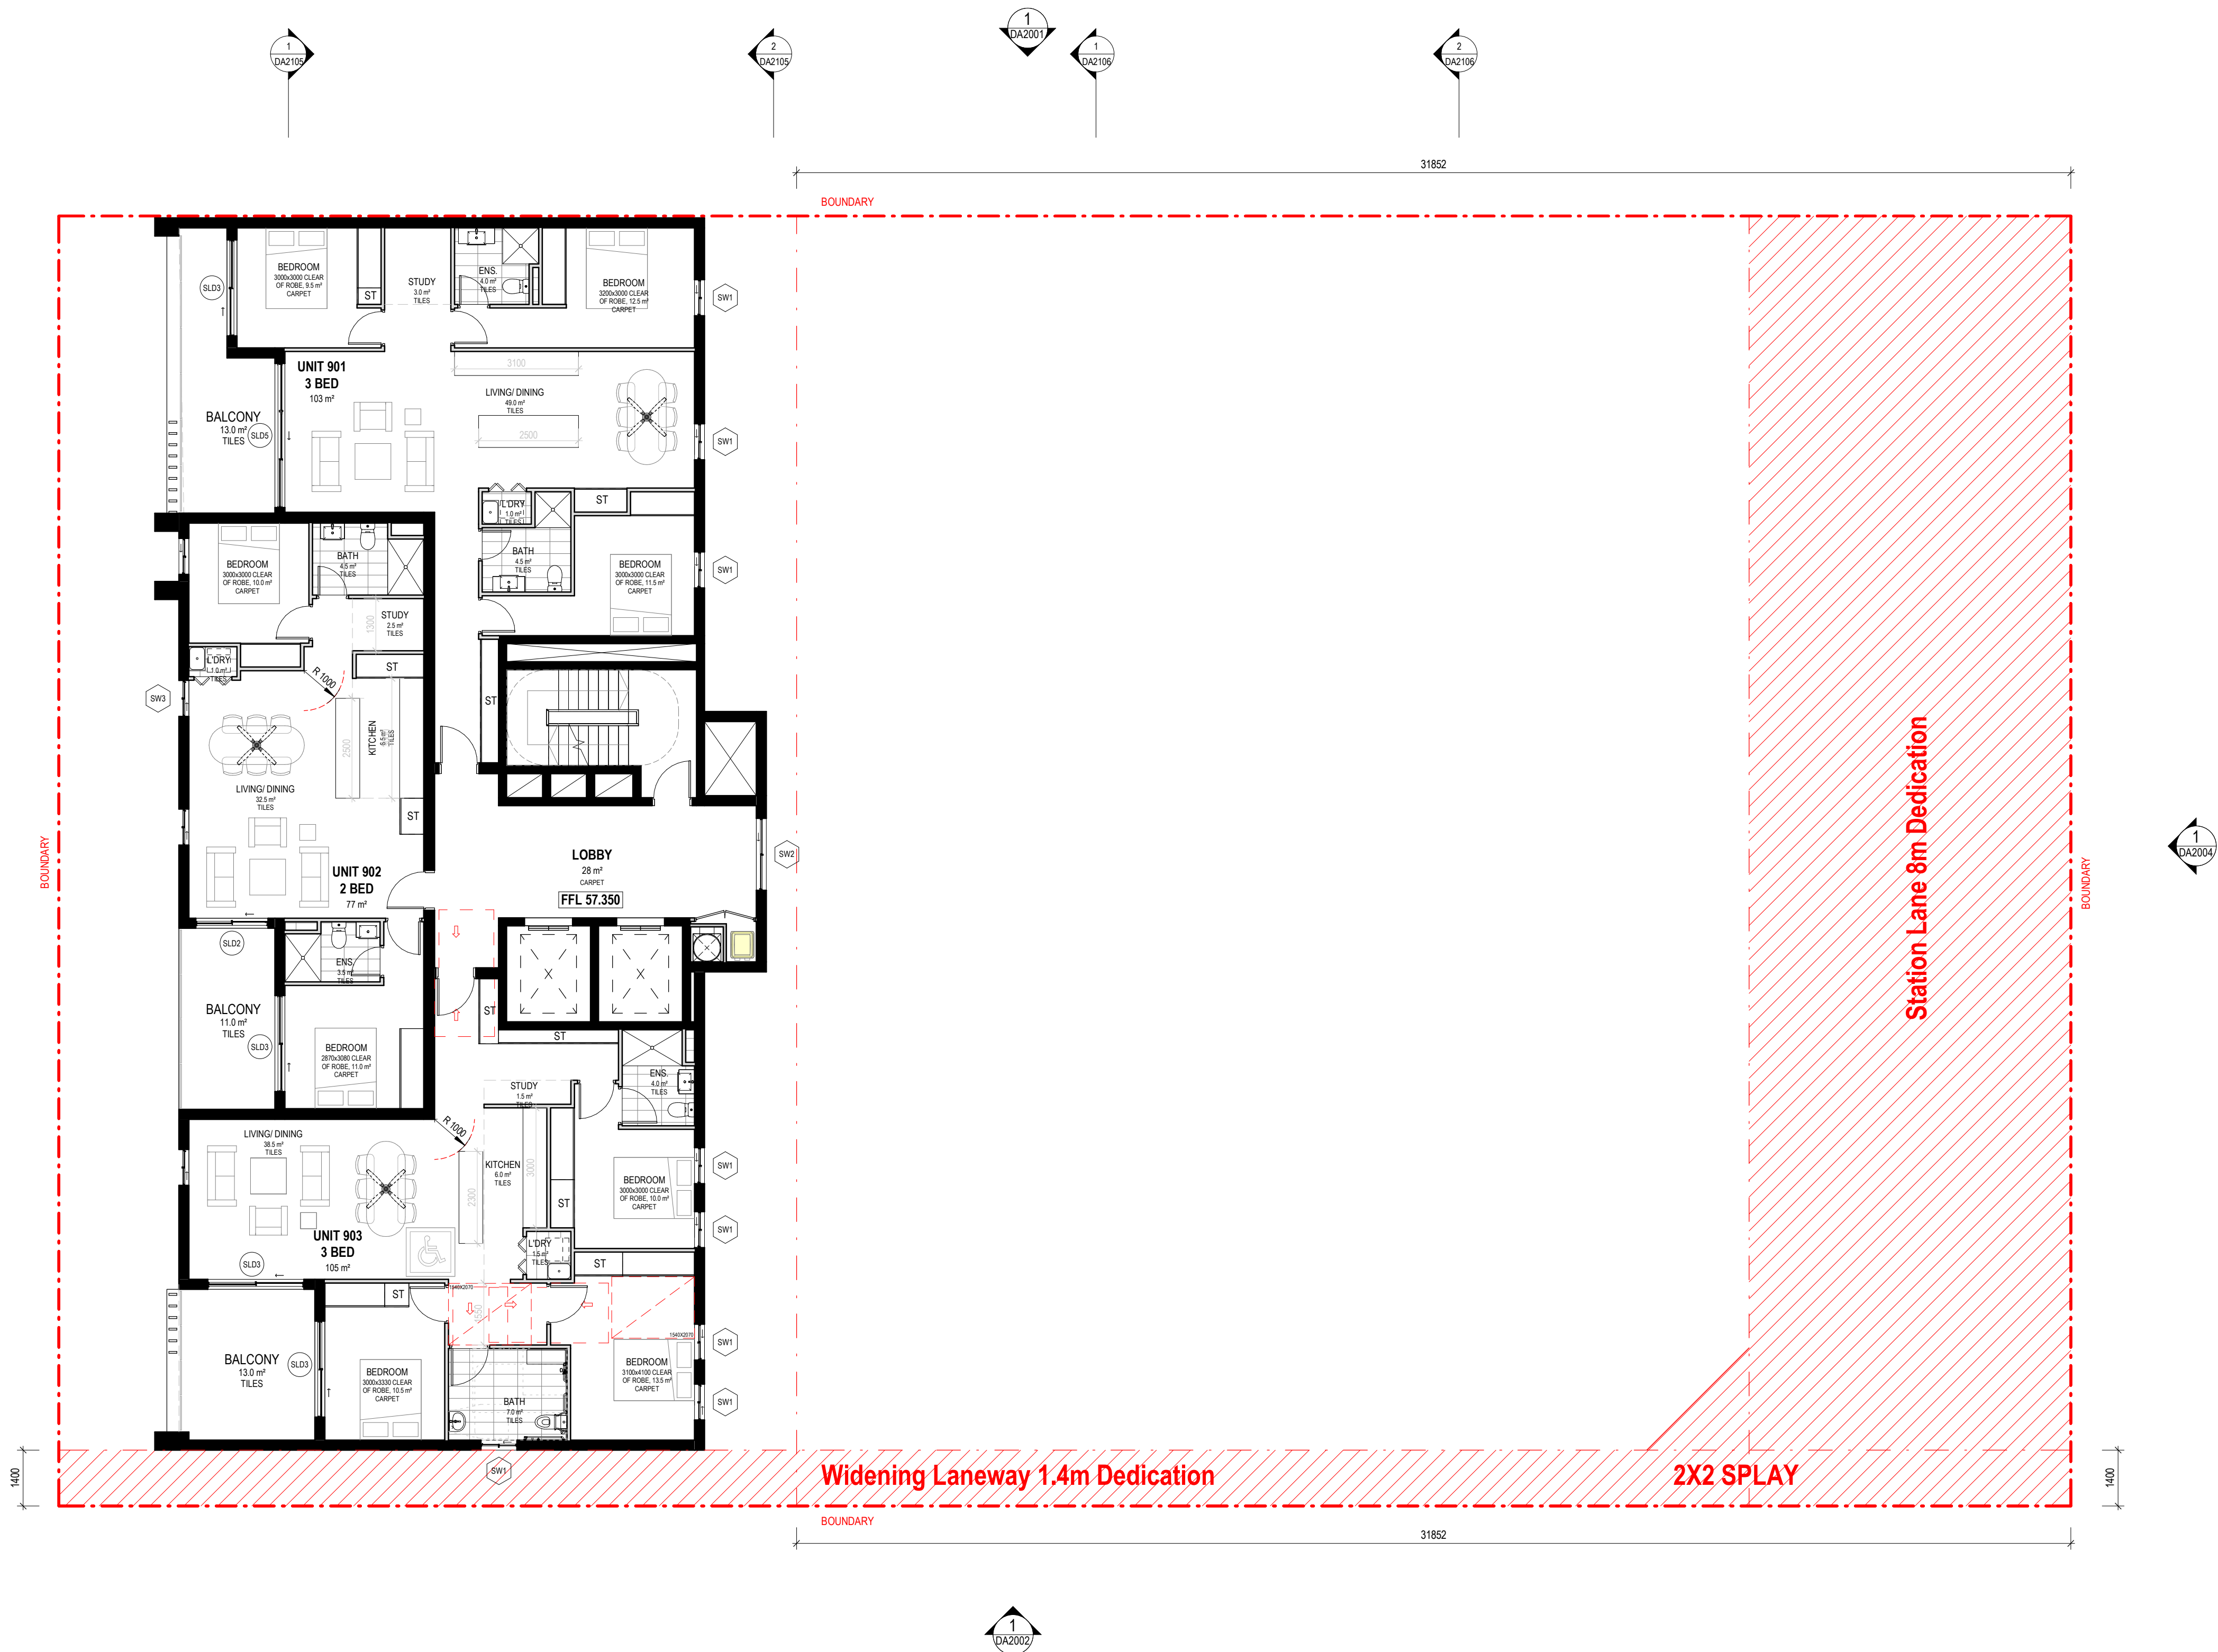 1
DA2105
2
DA2105
1
DA2001
1
DA2106
2
DA2106
31852
BOUNDARY
BEDROOM
3000x3000 CLEAR
OF ROBE, 9.5 m²
CARPET
ST
SLD3
STUDY
3.0 m²
TILES
ENS.
4.0 m²
TILES
BEDROOM
3200x3000 CLEAR
OF ROBE, 12.5 m²
CARPET
SW1
UNIT 901
3 BED
103 m²
3100
LIVING/ DINING
49.0 m²
TILES
2500
BALCONY
13.0 m²
TILES
SLD5
SW1
L'DRY
1.0 m²
TILES
ST
BATH
4.5 m²
TILES
BEDROOM
3000x3000 CLEAR
OF ROBE, 11.5 m²
CARPET
SW1
BEDROOM
3000x3000 CLEAR
OF ROBE, 10.0 m²
CARPET
BATH
4.5 m²
TILES
STUDY
2.5 m²
TILES
1300
L'DRY
1.0 m²
TILES
R 1000
ST
SW3
ST
KITCHEN
6.5 m²
TILES
2500
LIVING/ DINING
32.5 m²
TILES
ST
UNIT 902
2 BED
77 m²
LOBBY
28 m²
CARPET
FFL 57.350
SW2
BOUNDARY
Station Lane 8m Dedication
BOUNDARY
1
DA2004
SLD2
ENS.
3.5 m²
TILES
BALCONY
11.0 m²
TILES
SLD3
BEDROOM
2870x3080 CLEAR
OF ROBE, 11.0 m²
CARPET
ST
ST
ENS.
4.0 m²
TILES
STUDY
1.5 m²
TILES
R 1000
LIVING/ DINING
38.5 m²
TILES
KITCHEN
6.0 m²
TILES
3000
2300
BEDROOM
3000x3000 CLEAR
OF ROBE, 10.0 m²
CARPET
SW1
ST
SW1
UNIT 903
3 BED
105 m²
L'DRY
1.5 m²
TILES
SLD3
ST
ST
1540X2070
1550
1540X2070
SW1
BALCONY
13.0 m²
TILES
SLD3
BEDROOM
3000x3330 CLEAR
OF ROBE, 10.5 m²
CARPET
BATH
7.0 m²
TILES
BEDROOM
3100x4100 CLEAR
OF ROBE, 13.5 m²
CARPET
SW1
SW1
1400
Widening Laneway 1.4m Dedication
2X2 SPLAY
1400
BOUNDARY
31852
1
DA2002